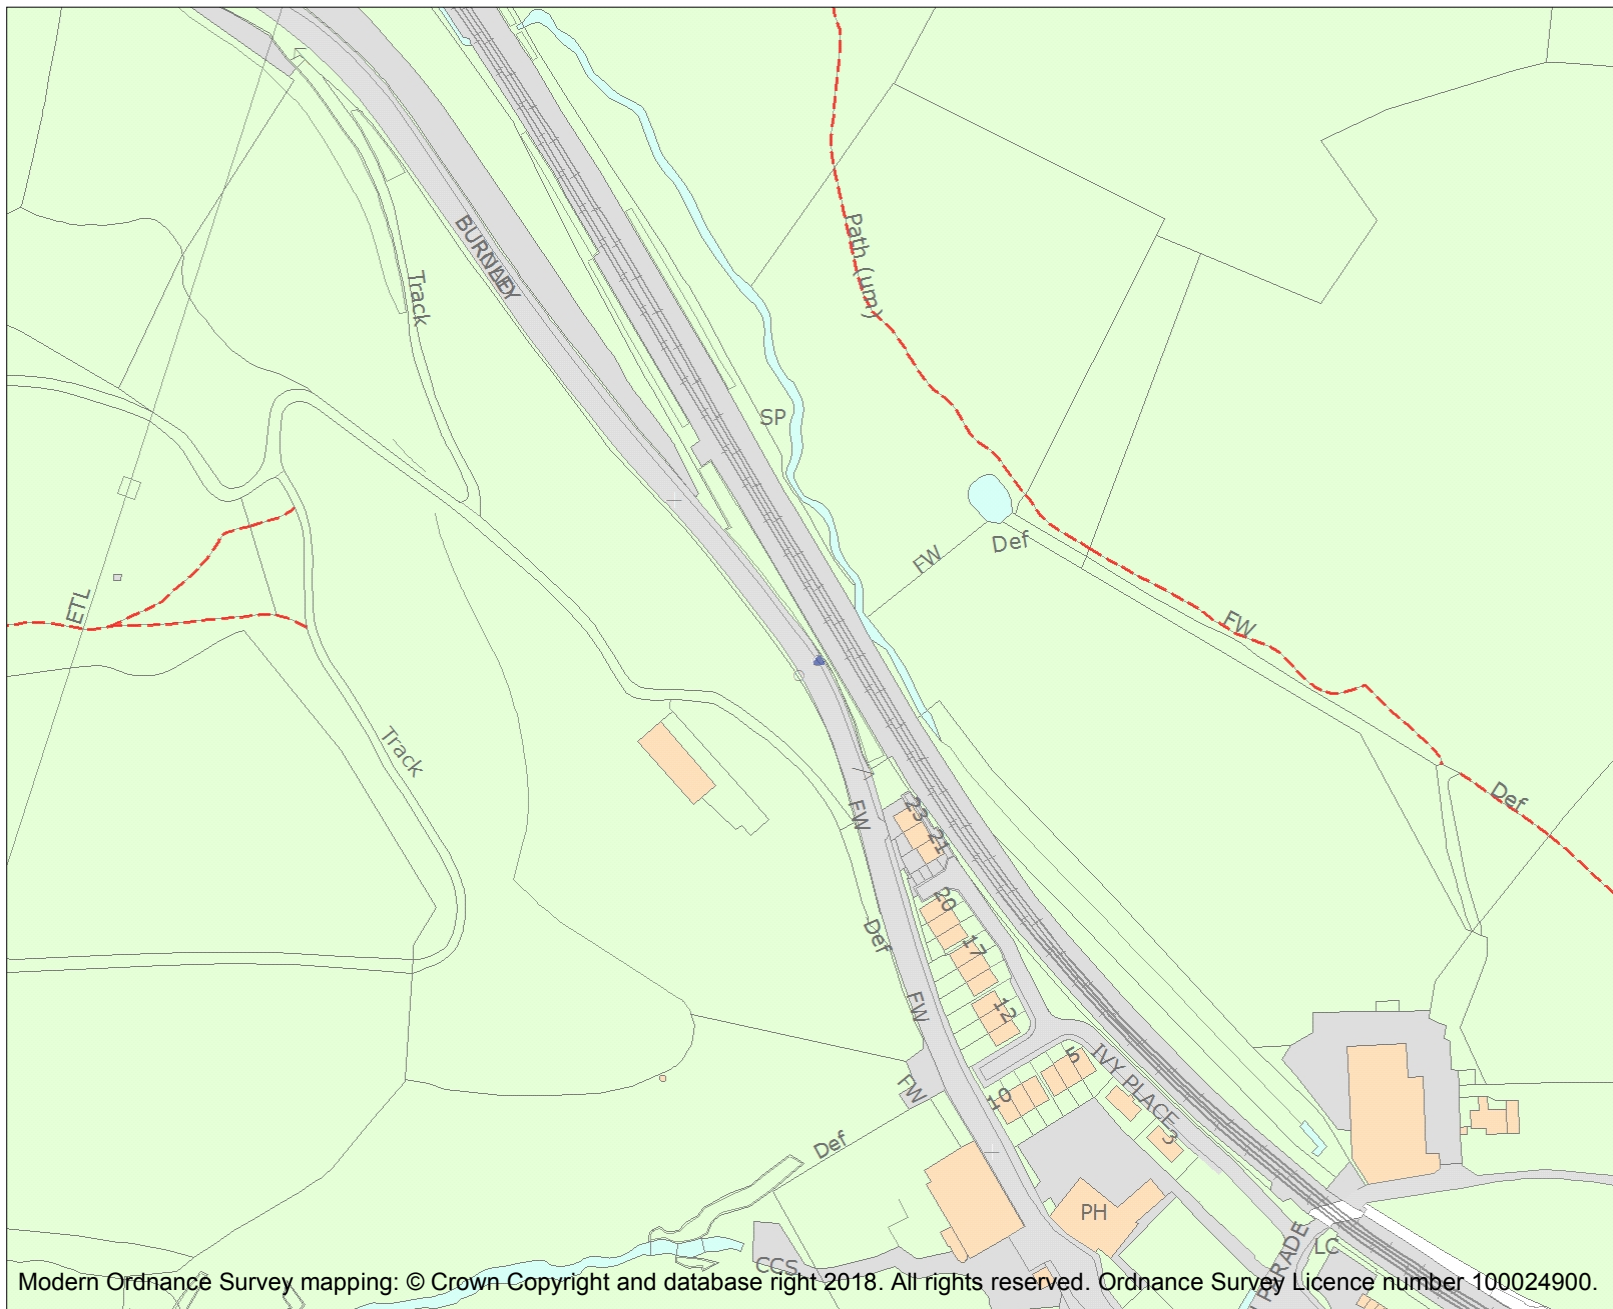 BURNLEY
Track
Path (um)
SP
FW
Def
ETL
FW
Track
Def
FW
23
21
20
17
Def
FW
12
5
IVY PLACE
10
FW
3
Def
PH
PARADE
LC
CCS
Modern Ordnance Survey mapping: © Crown Copyright and database right 2018. All rights reserved. Ordnance Survey Licence number 100024900.